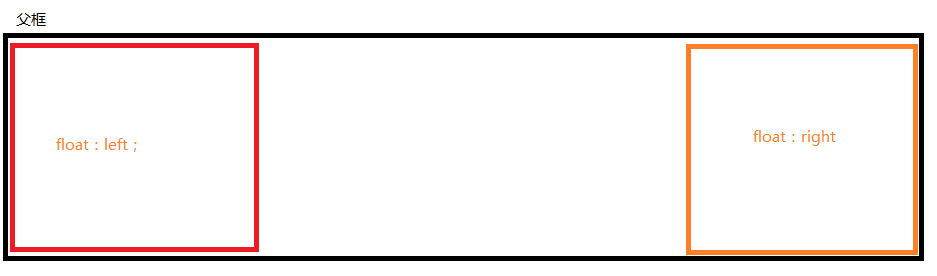 父框
float : left ;
float : right